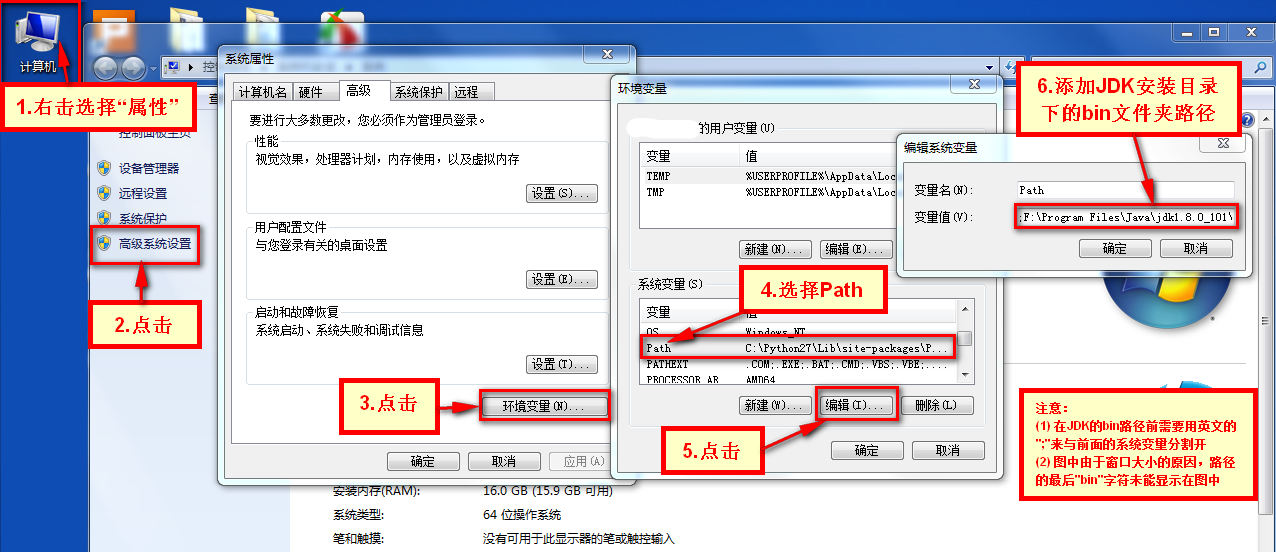 计算机
1.右击选择“属性”
控制面板主页
设备管理器
远程设置
系统保护
高级系统设置
2.点击
系统属性
计算机名
硬件
高级
系统保护
远程
要进行大多数更改，您必须作为管理员登录。
性能
视觉效果，处理器计划，内存使用，以及虚拟内存
设置(S)...
用户配置文件
与您登录有关的桌面设置
设置(E)...
启动和故障恢复
系统启动、系统失败和调试信息
设置(T)...
3.点击
环境变量(N)...
确定
取消
应用(A)
安装内存(RAM):
16.0 GB (15.9 GB 可用)
系统类型:
64 位操作系统
笔和触摸:
没有可用于此显示器的笔或触控输入
环境变量
的用户变量(U)
变量
值
TEMP
%USERPROFILE%\AppData\Loc
TMP
%USERPROFILE%\AppData\Loc
新建(N)...
编辑(E)...
系统变量(S)
4.选择Path
变量
值
OS
Windows_NT
Path
C:\Python27\Lib\site-packages\P...
PATHEXT
.COM;.EXE;.BAT;.CMD;.VBS;.VBE;....
PROCESSOR_AR
AMD64
新建(W)...
编辑(I)...
删除(L)
5.点击
确定
取消
6.添加JDK安装目录
下的bin文件夹路径
编辑系统变量
变量名(N):
Path
变量值(V):
;F:\Program Files\Java\jdk1.8.0_101\
确定
取消
注意：
(1) 在JDK的bin路径前需要用英文的
";"来与前面的系统变量分割开
(2) 图中由于窗口大小的原因，路径
的最后"bin"字符未能显示在图中